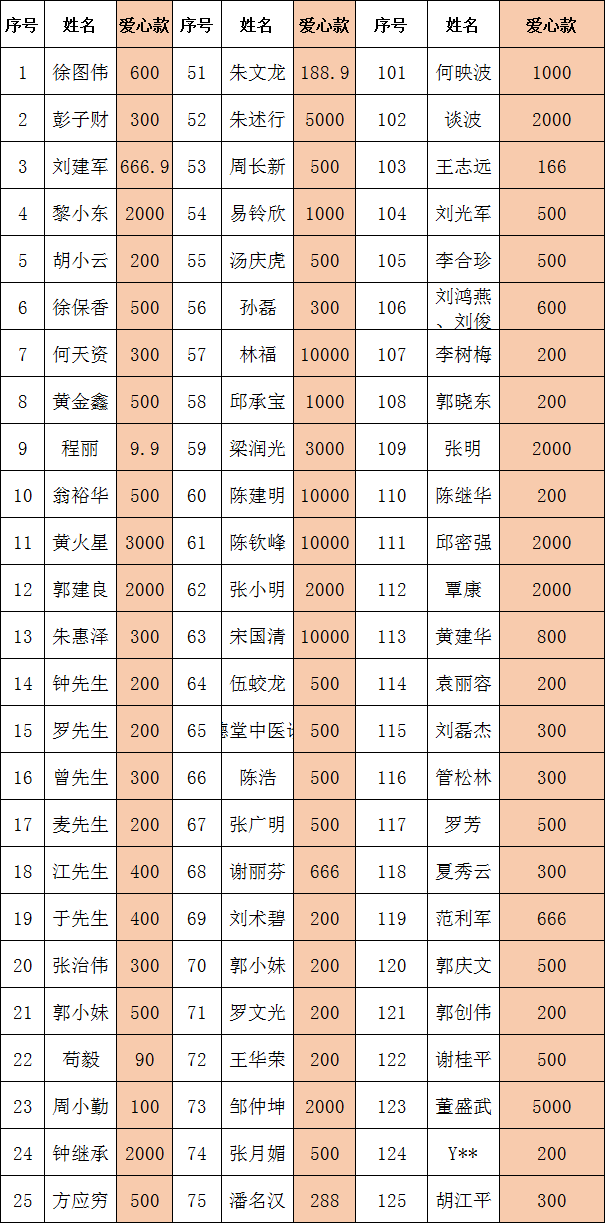 序号 姓名 爱心款 序号 姓名 爱心款 序号 姓名 爱心款
1 徐图伟 600 51 朱文龙 188.9 101 何映波 1000
2 彭子财 300 52 朱述行 5000 102 谈波 2000
3 刘建军 666.9 53 周长新 500 103 王志远 166
4 黎小东 2000 54 易铃欣 1000 104 刘光军 500
5 胡小云 200 55 汤庆虎 500 105 李合珍 500
6 徐保香 500 56 孙磊 300 106 刘鸿燕、刘俊 600
7 何天资 300 57 林福 10000 107 李树梅 200
8 黄金鑫 500 58 邱承宝 1000 108 郭晓东 200
9 程丽 9.9 59 梁润光 3000 109 张明 2000
10 翁裕华 500 60 陈建明 10000 110 陈继华 200
11 黄火星 3000 61 陈钦峰 10000 111 邱密强 2000
12 郭建良 2000 62 张小明 2000 112 覃康 2000
13 朱惠泽 300 63 宋国清 10000 113 黄建华 800
14 钟先生 200 64 伍蛟龙 500 114 袁丽容 200
15 罗先生 200 65 堂中医 500 115 刘磊杰 300
16 曾先生 300 66 陈浩 500 116 管松林 300
17 麦先生 200 67 张广明 500 117 罗芳 500
18 江先生 400 68 谢丽芬 666 118 夏秀云 300
19 于先生 400 69 刘术碧 200 119 范利军 666
20 张治伟 300 70 郭小妹 200 120 郭庆文 500
21 郭小妹 500 71 罗文光 200 121 郭创伟 200
22 苟毅 90 72 王华荣 200 122 谢桂平 500
23 周小勤 100 73 邹仲坤 2000 123 董盛武 5000
24 钟继承 2000 74 张月媚 500 124 Y** 200
25 方应穷 500 75 潘名汉 288 125 胡江平 300